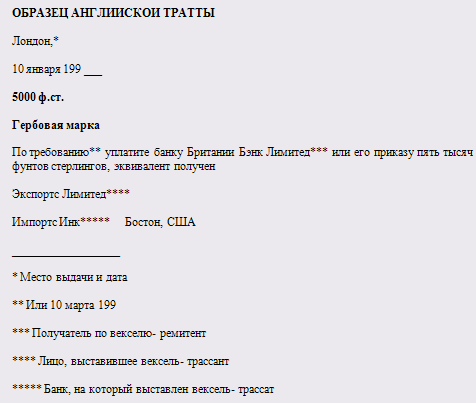 ОБРАЗЕЦ АНГЛИЙСКОЙ ТРАТТЫ
Лондон,*
10 января 199 ___
5000 ф.ст.
Гербовая марка
По требованию** уплатите банку Британии Бэнк Лимитед*** или его приказу пять тысяч
фунтов стерлингов, эквивалент получен
Экспортс Лимитед****
Импортс Инк***** Бостон, США
__________________
* Место выдачи и дата
** Или 10 марта 199
*** Получатель по векселю- ремитент
**** Лицо, выставившее вексель- трассант
***** Банк, на который выставлен вексель- трассат